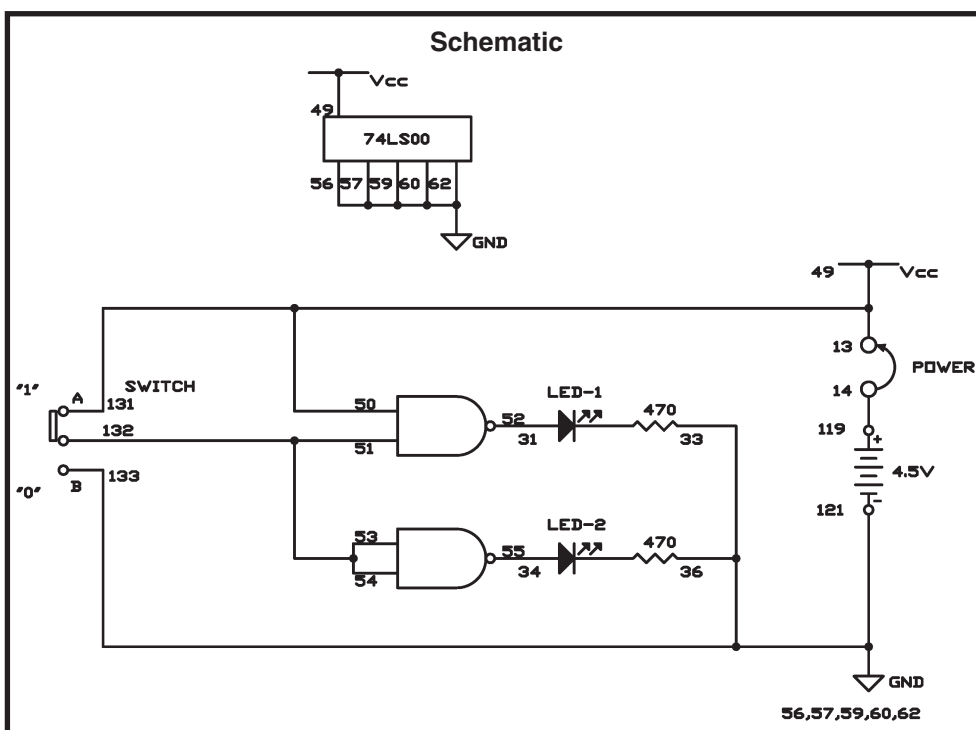 Schematic
Vcc
49
74LS00
56 57 59 60 62
GND
49 Vcc
13
POWER
14
"1" A SWITCH
131
132
133
"0" B
50
51
52
31
LED-1
470
33
119
+
4.5V
-
121
53
54
55
34
LED-2
470
36
GND
56,57,59,60,62